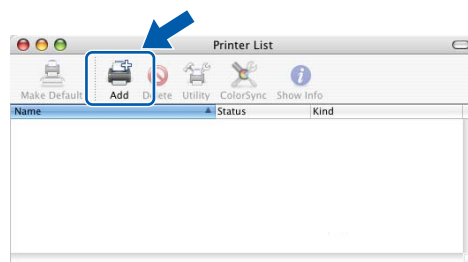 Printer List
Make Default Add Delete Utility ColorSync Show Info
Name Status Kind